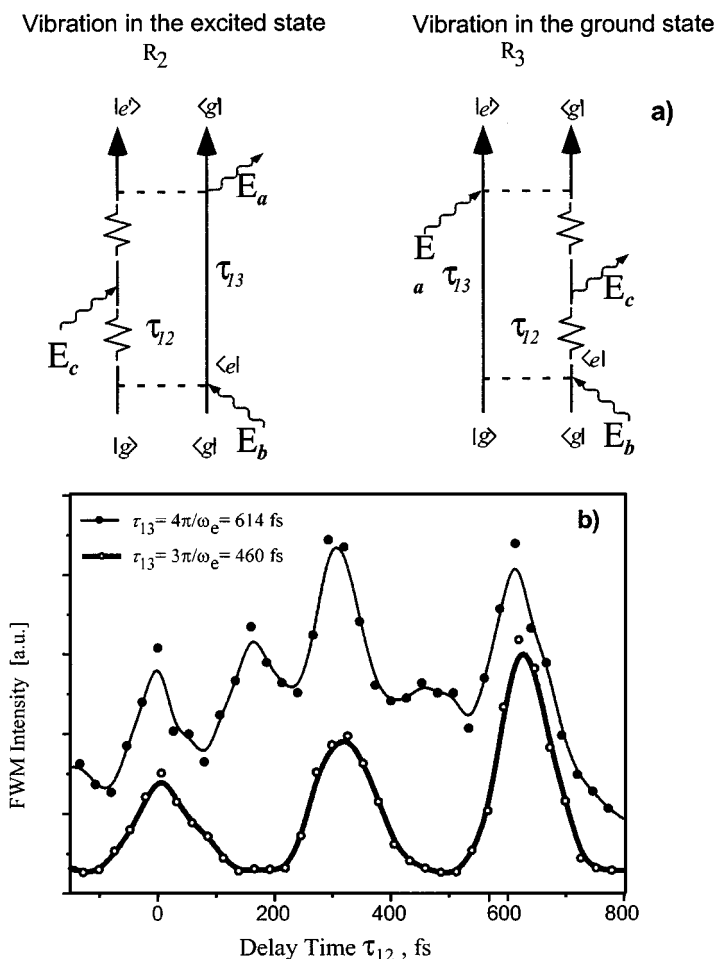 Vibration in the excited state
R2
Vibration in the ground state
R3
a)
|e'> <g|
Ea
τ13
τ12
Ec
<e|
Eb
|g> <g|
|e> <g|
E
a τ13
Ec
τ12
<e|
Eb
|g> <g|
b)
τ13= 4π/ωe= 614 fs
τ13= 3π/ωe= 460 fs
FWM Intensity [a.u.]
0 200 400 600 800
Delay Time τ12 , fs